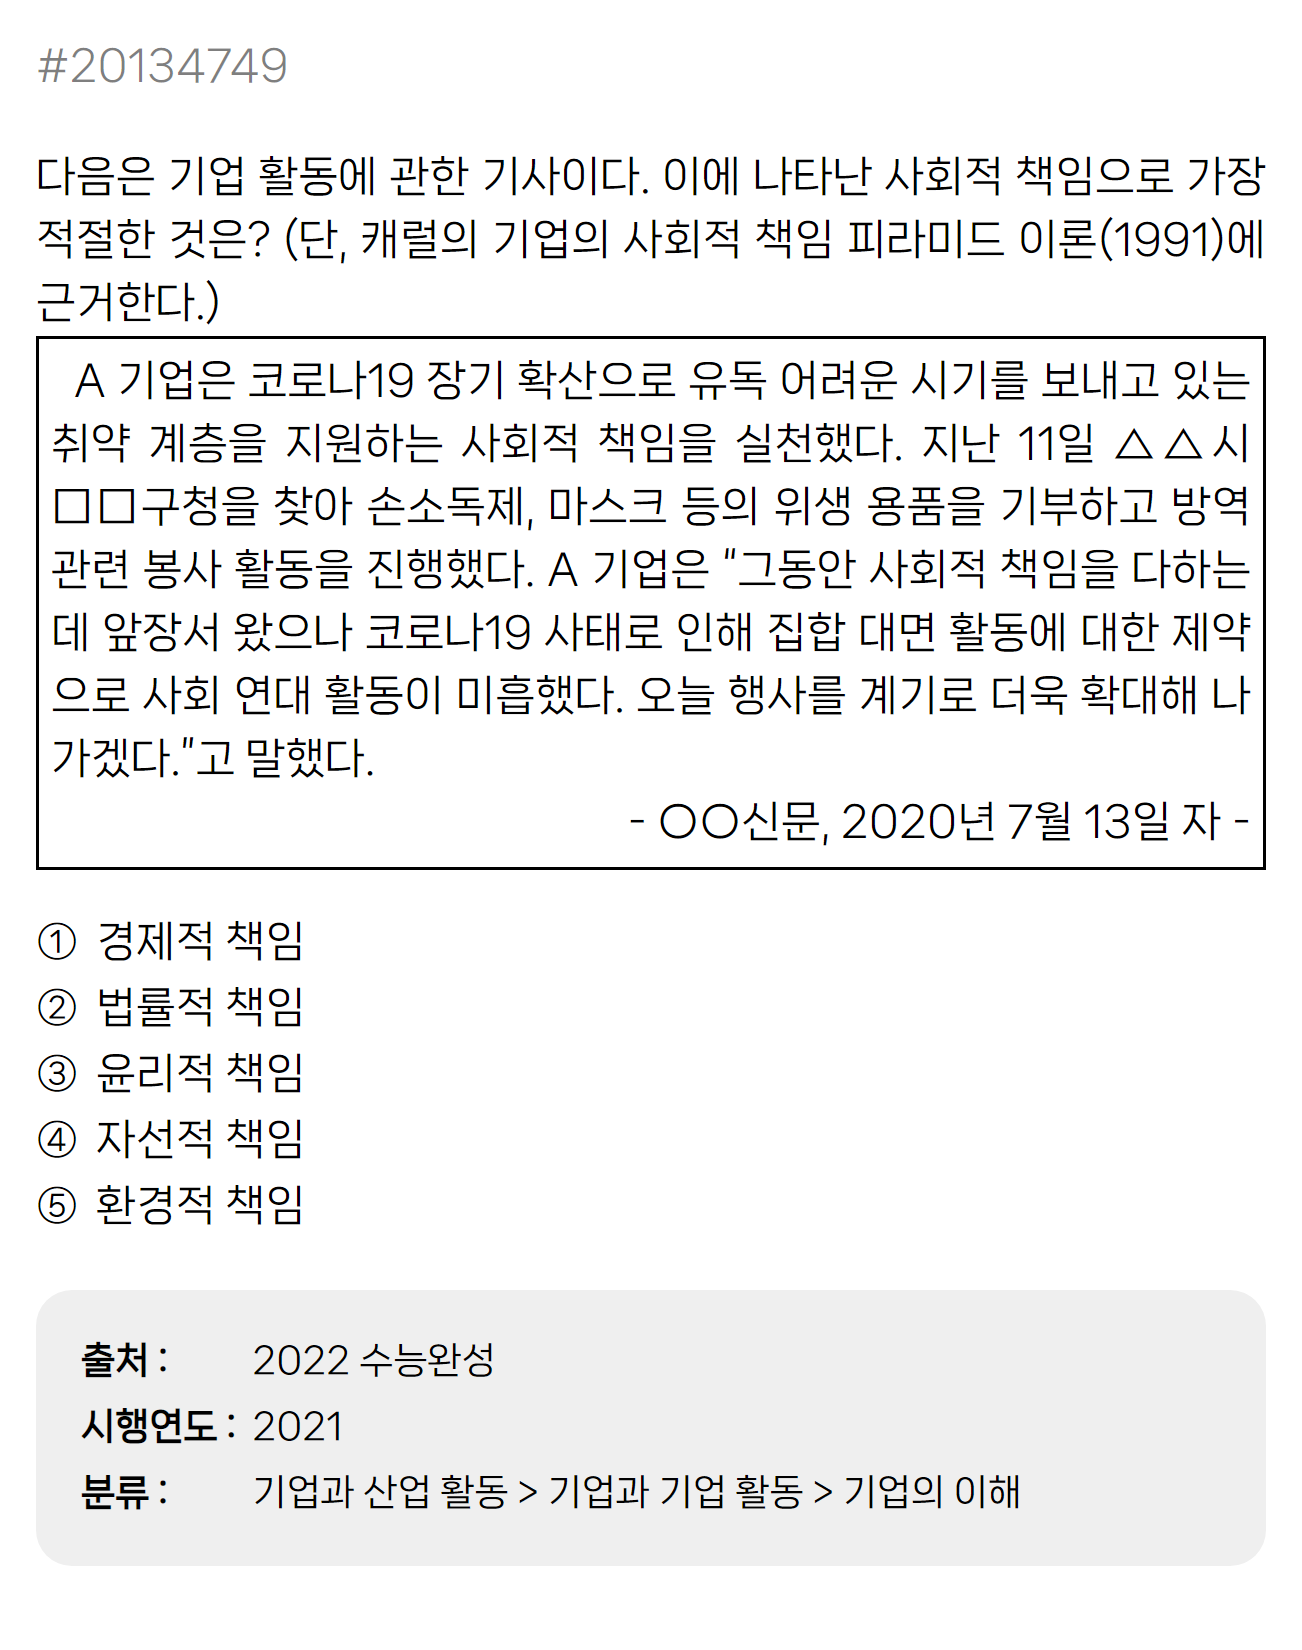 #20134749
다음은 기업 활동에 관한 기사이다. 이에 나타난 사회적 책임으로 가장
적절한 것은? (단, 캐럴의 기업의 사회적 책임 피라미드 이론(1991)에
근거한다.)
A 기업은 코로나19 장기 확산으로 유독 어려운 시기를 보내고 있는
취약 계층을 지원하는 사회적 책임을 실천했다. 지난 11일 △△시
□□구청을 찾아 손소독제, 마스크 등의 위생 용품을 기부하고 방역
관련 봉사 활동을 진행했다. A 기업은 "그동안 사회적 책임을 다하는
데 앞장서 왔으나 코로나19 사태로 인해 집합 대면 활동에 대한 제약
으로 사회 연대 활동이 미흡했다. 오늘 행사를 계기로 더욱 확대해 나
가겠다."고 말했다.
- ○○신문, 2020년 7월 13일 자 -
① 경제적 책임
② 법률적 책임
③ 윤리적 책임
④ 자선적 책임
⑤ 환경적 책임
출처 : 2022 수능완성
시행연도 : 2021
분류 : 기업과 산업 활동 > 기업과 기업 활동 > 기업의 이해